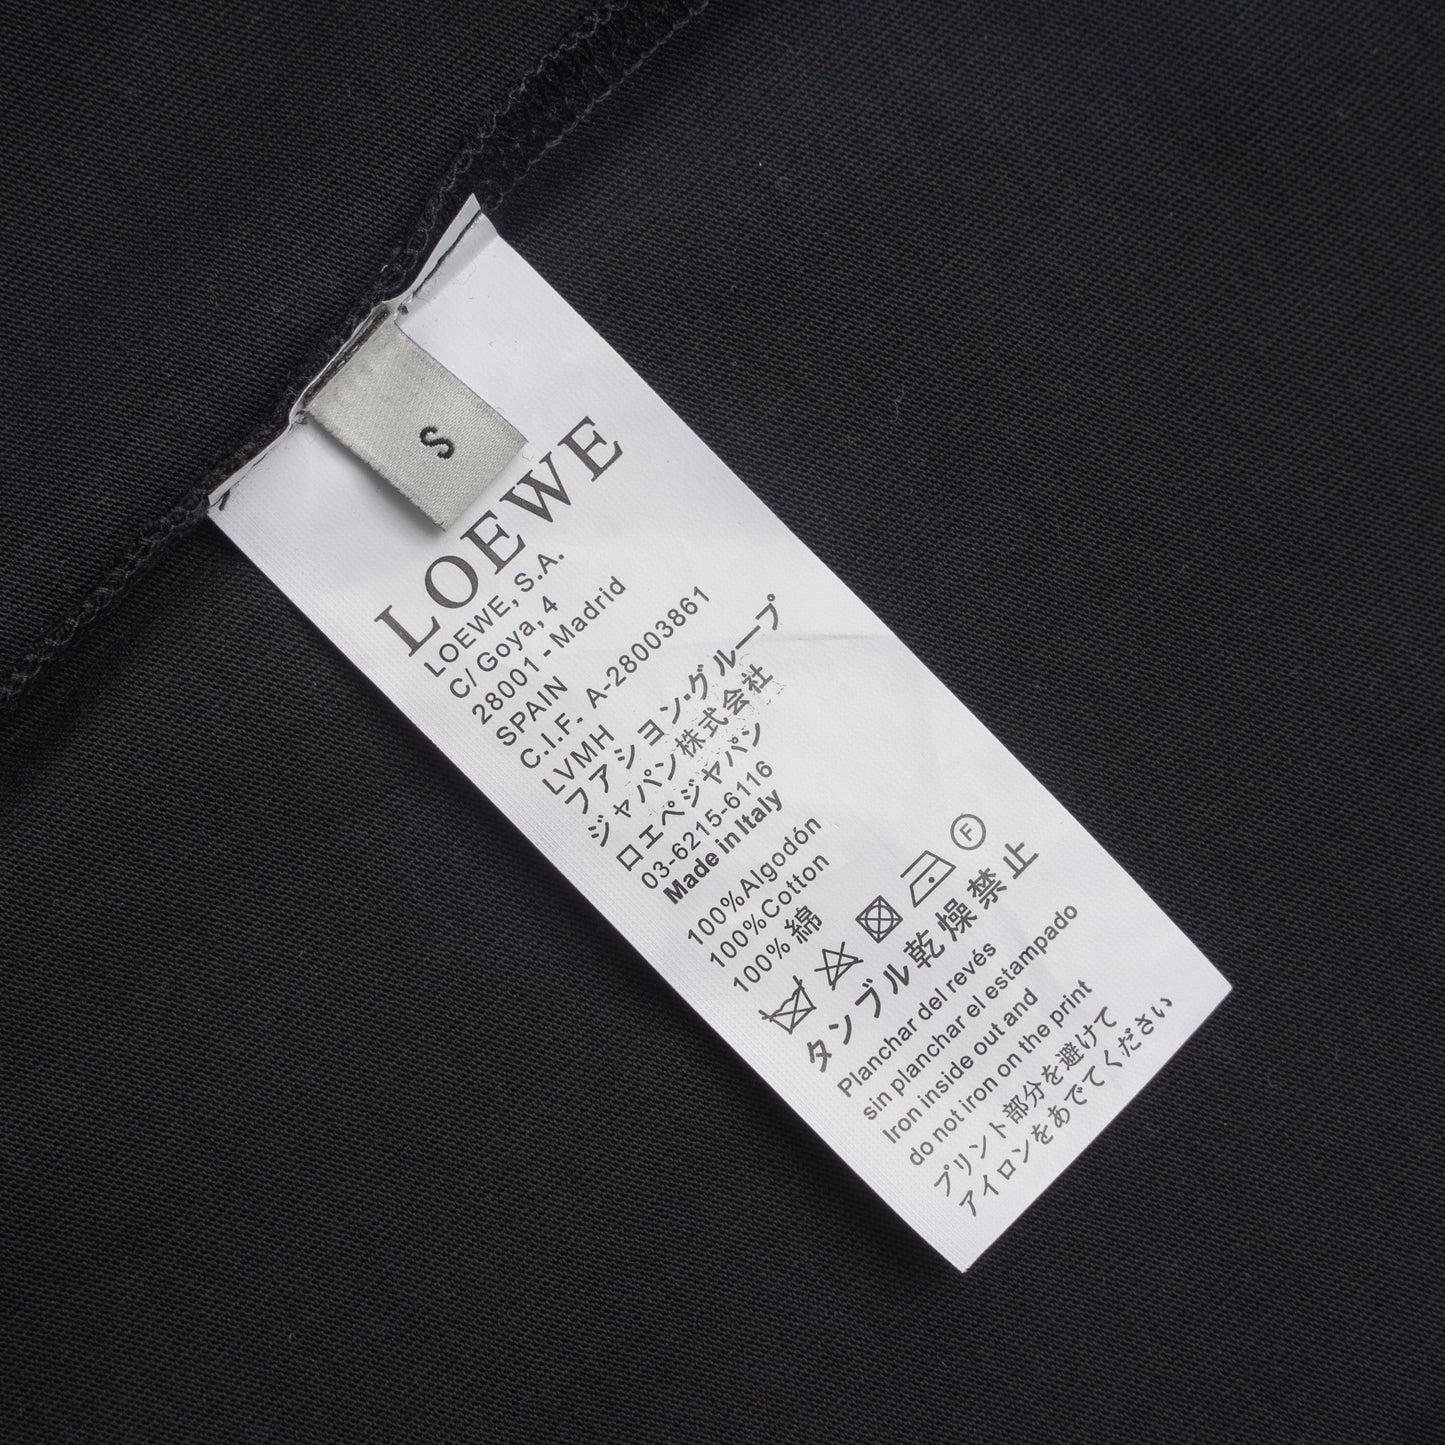 S
LOEWE
LOEWE, S.A.
C/ Goya, 4
28001 - Madrid
SPAIN
C.I.F. A-28003861
LVMH
ファション·グループ
ジャパン株式会社
ロエベジャパン
03-6215-6116
Made in Italy
100%Algodón
100%Cotton
100% 綿
F
タンブル乾燥禁止
Planchar del revés
sin planchar el estampado
Iron inside out and
do not iron on the print
プリント部分を避けて
アイロンをあでてください